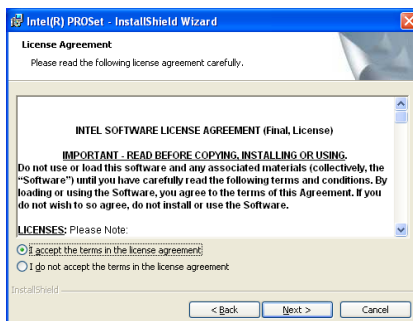 Intel(R) PROSet - InstallShield Wizard
License Agreement
Please read the following license agreement carefully.
INTEL SOFTWARE LICENSE AGREEMENT (Final, License)
IMPORTANT - READ BEFORE COPYING, INSTALLING OR USING.
Do not use or load this software and any associated materials (collectively, the
"Software") until you have carefully read the following terms and conditions. By
loading or using the Software, you agree to the terms of this Agreement. If you
do not wish to so agree, do not install or use the Software.
LICENSES: Please Note:
I accept the terms in the license agreement
I do not accept the terms in the license agreement
InstallShield
< Back
Next >
Cancel